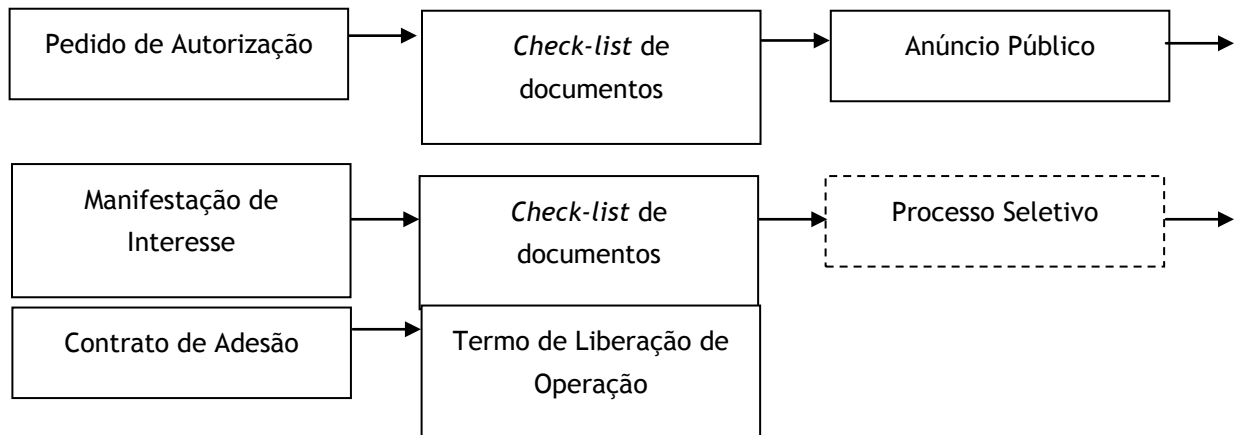 Pedido de Autorização
Check-list de
documentos
Anúncio Público
Manifestação de
Interesse
Check-list de
documentos
Processo Seletivo
Contrato de Adesão
Termo de Liberação de
Operação